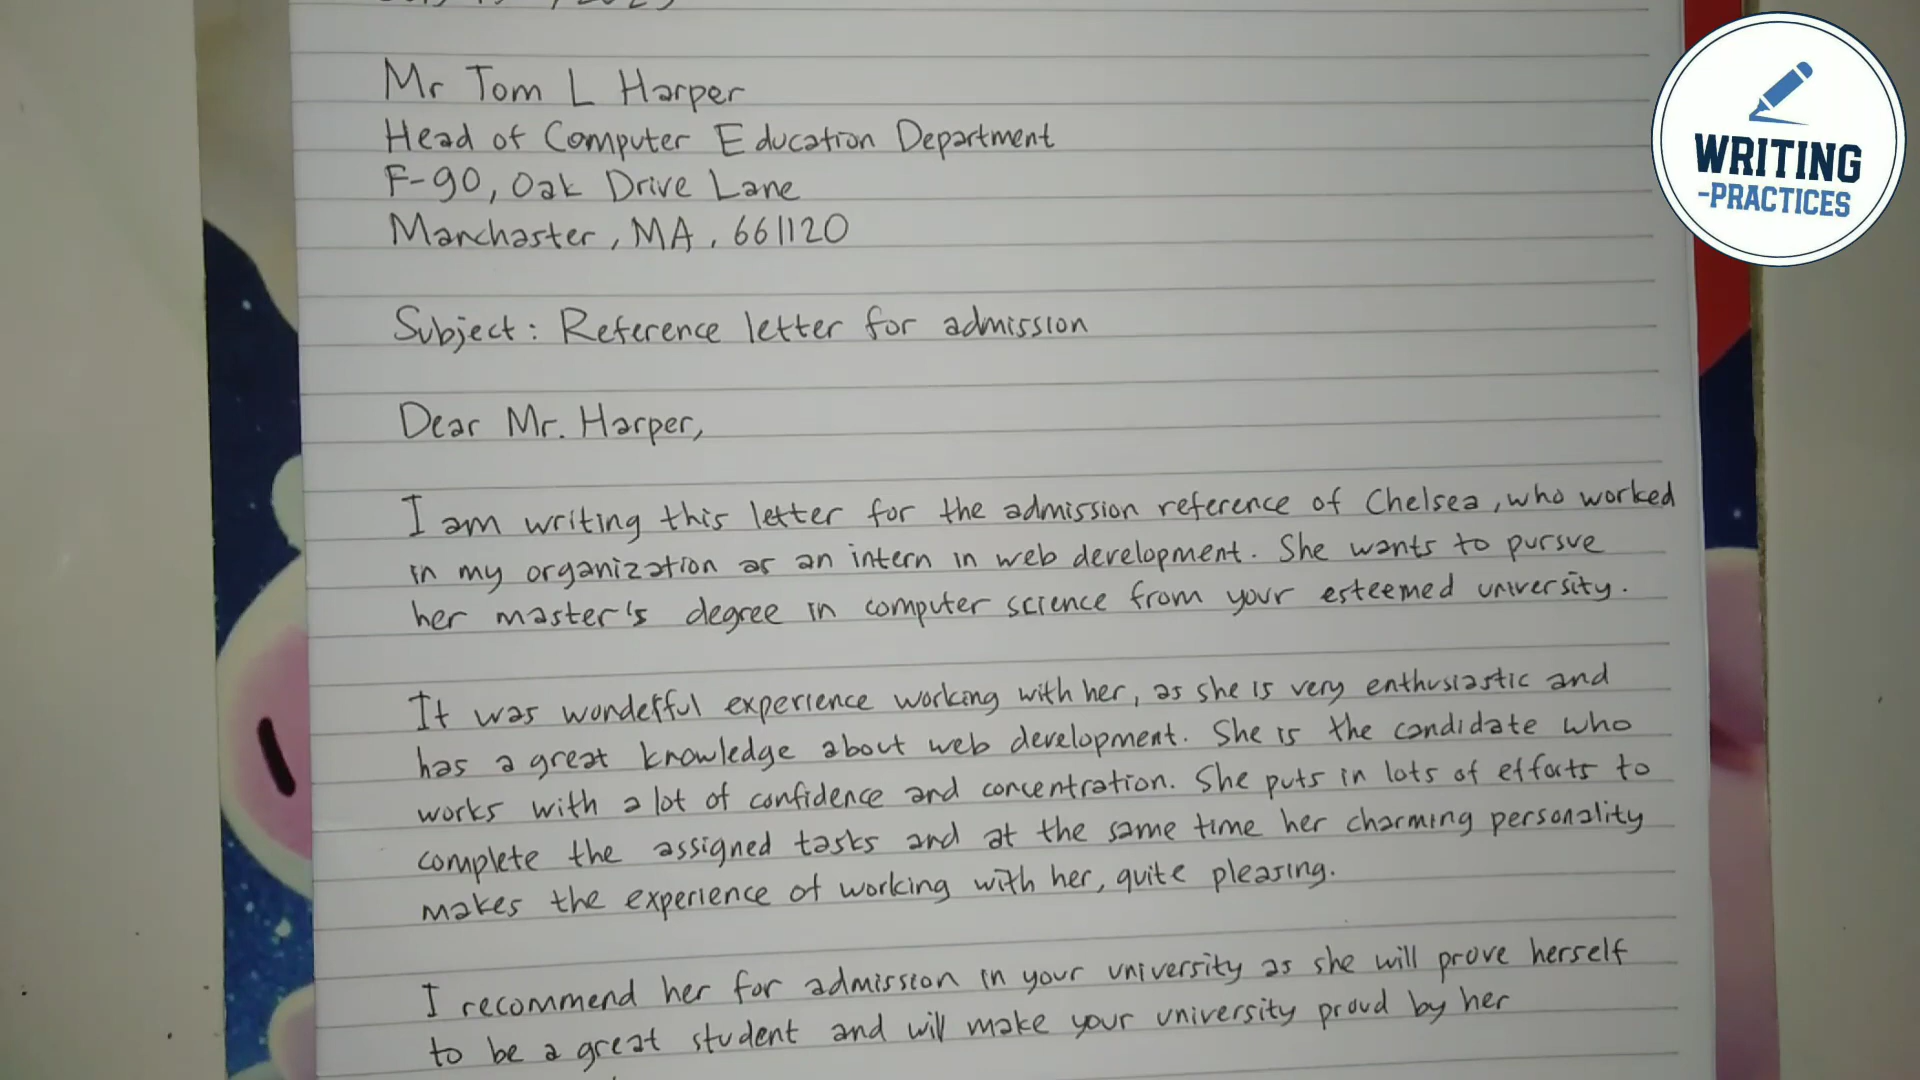 Mr Tom L Harper
Head of Computer Education Department
F-90, Oak Drive Lane
Manchaster, MA, 661120
Subject: Reference letter for admission
Dear Mr. Harper,
I am writing this letter for the admission reference of Chelsea, who worked
in my organization as an intern in web development. She wants to pursue
her master's degree in computer science from your esteemed university.
It was wonderful experience working with her, as she is very enthusiastic and
has a great knowledge about web development. She is the candidate who
works with a lot of confidence and concentration. She puts in lots of efforts to
complete the assigned tasks and at the same time her charming personality
makes the experience of working with her, quite pleasing.
I recommend her for admission in your university as she will prove herself
to be a great student and will make your university proud by her
WRITING
-PRACTICES